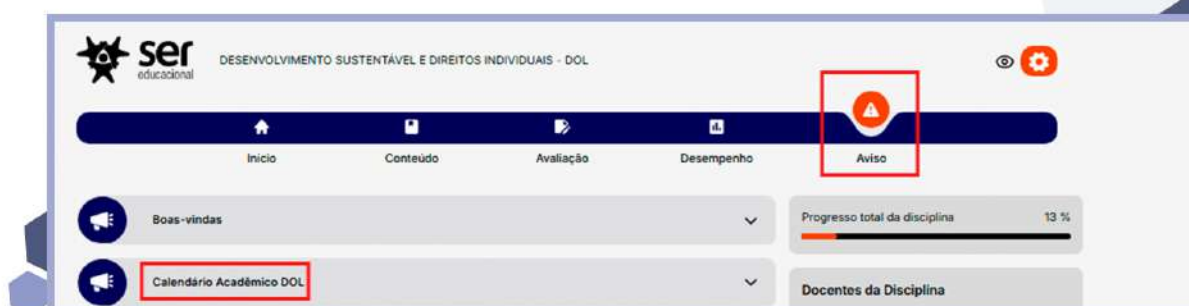 ser
educacional
DESENVOLVIMENTO SUSTENTÁVEL E DIREITOS INDIVIDUAIS - DOL
Início
Conteúdo
Avaliação
Desempenho
Aviso
Boas-vindas
Progresso total da disciplina 13 %
Calendário Acadêmico DOL
Docentes da Disciplina